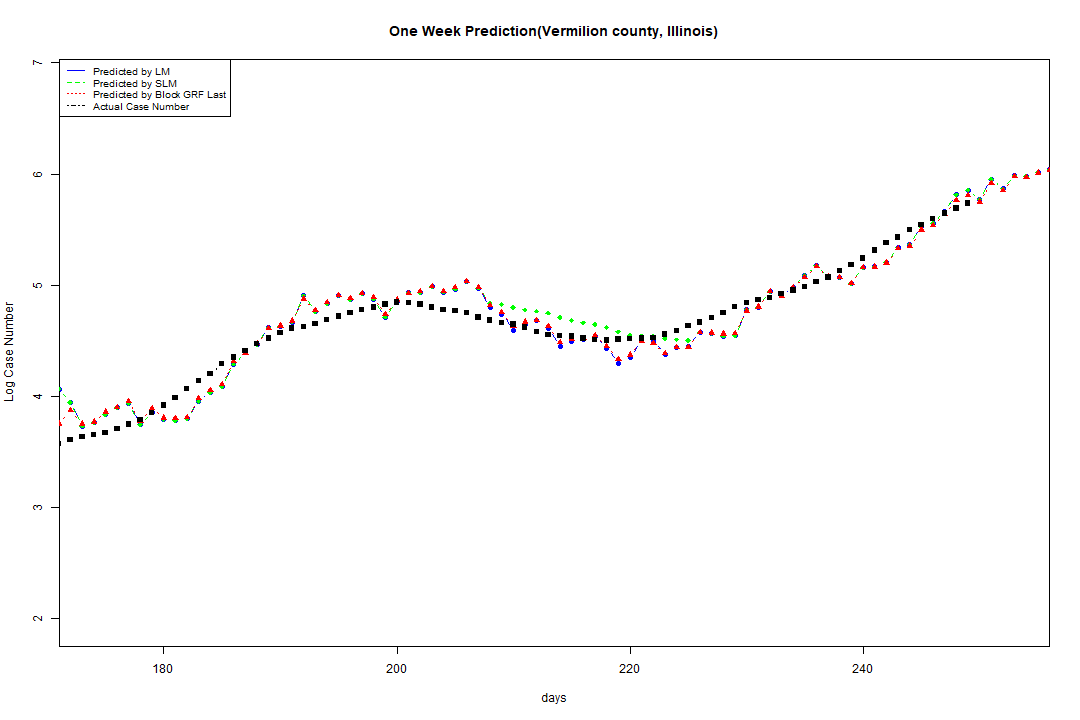 One Week Prediction(Vermilion county, Illinois)
Predicted by LM
Predicted by SLM
Predicted by Block GRF Last
Actual Case Number
7
6
5
4
3
2
Log Case Number
180 200 220 240
days